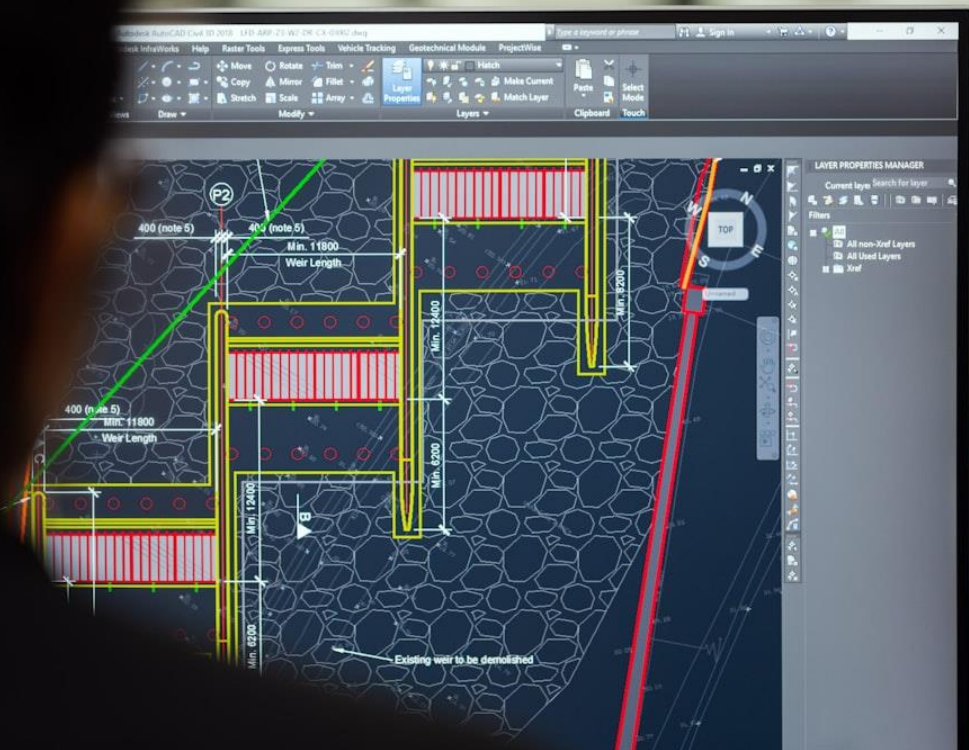 Autodesk AutoCAD Civil 3D 2018
Type a keyword or phrase
Sign In
InfraWorks Help Raster Tools Express Tools Vehicle Tracking Geotechnical Module ProjectWise
Move Rotate Trim
Copy Mirror Fillet
Stretch Scale Array
Draw Modify
Layer
Properties
Hatch
Make Current
Match Layer
Layers
Paste
Clipboard
Select
Mode
Touch
P2
400 (note 5)
400 (note 5)
Min. 11800
Weir Length
400 (note 5)
Min. 11800
Weir Length
Min. 12400
Min. 6200
Min. 6200
Min. 12400
Min. 6200
B
Existing weir to be demolished
N
W
TOP
E
S
Unnamed
LAYER PROPERTIES MANAGER
Current laye
Search for layer
Filters
All
All non-Xref Layers
All Used Layers
Xref